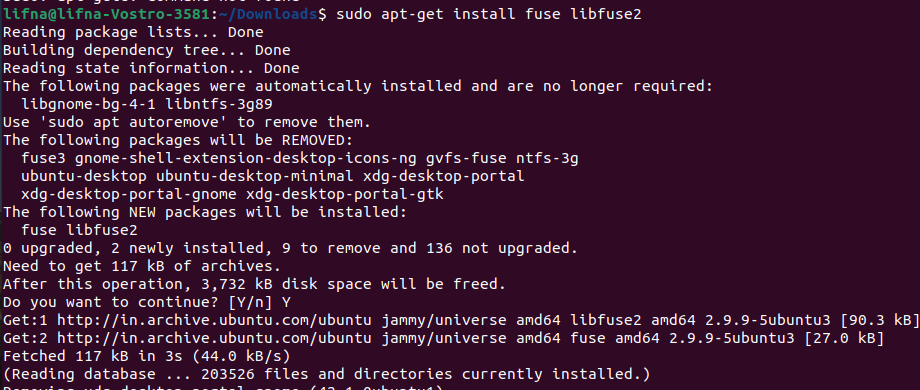 lifna@lifna-Vostro-3581:~/Downloads$ sudo apt-get install fuse libfuse2
Reading package lists... Done
Building dependency tree... Done
Reading state information... Done
The following packages were automatically installed and are no longer required:
  libgnome-bg-4-1 libntfs-3g89
Use 'sudo apt autoremove' to remove them.
The following packages will be REMOVED:
  fuse3 gnome-shell-extension-desktop-icons-ng gvfs-fuse ntfs-3g
  ubuntu-desktop ubuntu-desktop-minimal xdg-desktop-portal
  xdg-desktop-portal-gnome xdg-desktop-portal-gtk
The following NEW packages will be installed:
  fuse libfuse2
0 upgraded, 2 newly installed, 9 to remove and 136 not upgraded.
Need to get 117 kB of archives.
After this operation, 3,732 kB disk space will be freed.
Do you want to continue? [Y/n] Y
Get:1 http://in.archive.ubuntu.com/ubuntu jammy/universe amd64 libfuse2 amd64 2.9.9-5ubuntu3 [90.3 kB]
Get:2 http://in.archive.ubuntu.com/ubuntu jammy/universe amd64 fuse amd64 2.9.9-5ubuntu3 [27.0 kB]
Fetched 117 kB in 3s (44.0 kB/s)
(Reading database ... 203526 files and directories currently installed.)